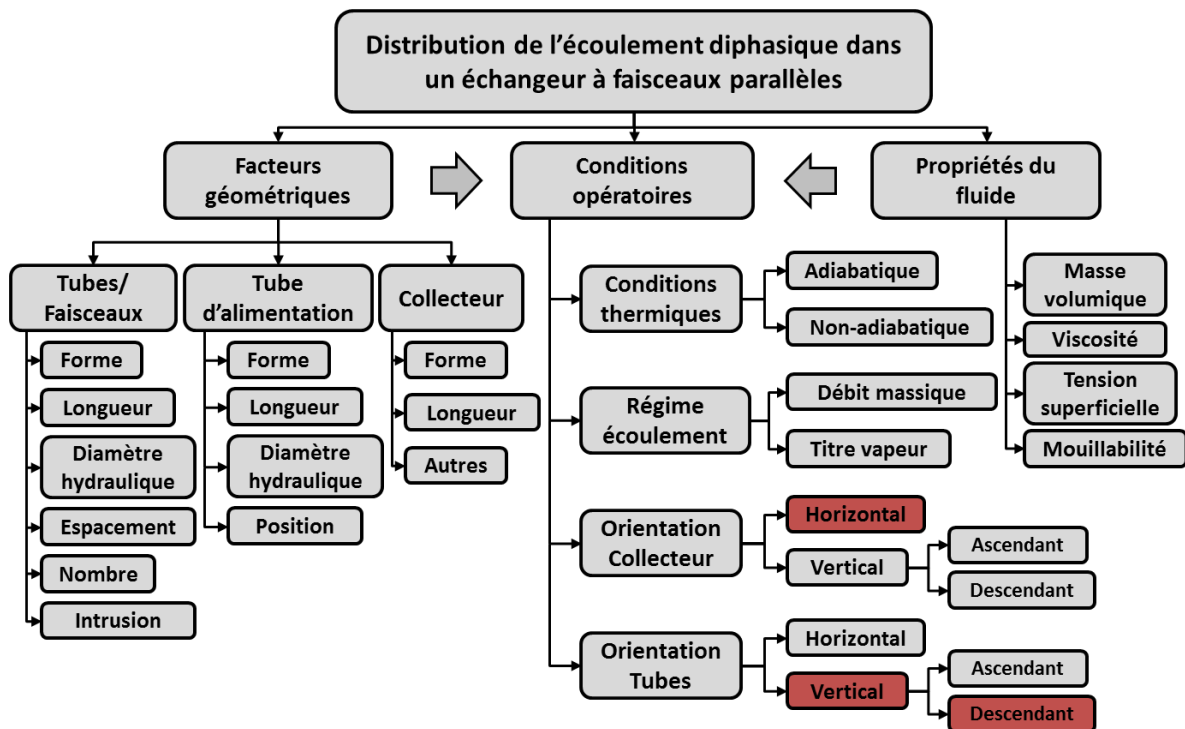 Distribution de l'écoulement diphasique dans
un échangeur à faisceaux parallèles
Facteurs
géométriques
Conditions
opératoires
Propriétés du
fluide
Tubes/
Faisceaux
Forme
Longueur
Diamètre
hydraulique
Espacement
Nombre
Intrusion
Tube
d'alimentation
Forme
Longueur
Diamètre
hydraulique
Position
Collecteur
Forme
Longueur
Autres
Conditions
thermiques
Adiabatique
Non-adiabatique
Régime
écoulement
Débit massique
Titre vapeur
Orientation
Collecteur
Horizontal
Vertical
Ascendant
Descendant
Orientation
Tubes
Horizontal
Vertical
Ascendant
Descendant
Masse
volumique
Viscosité
Tension
superficielle
Mouillabilité